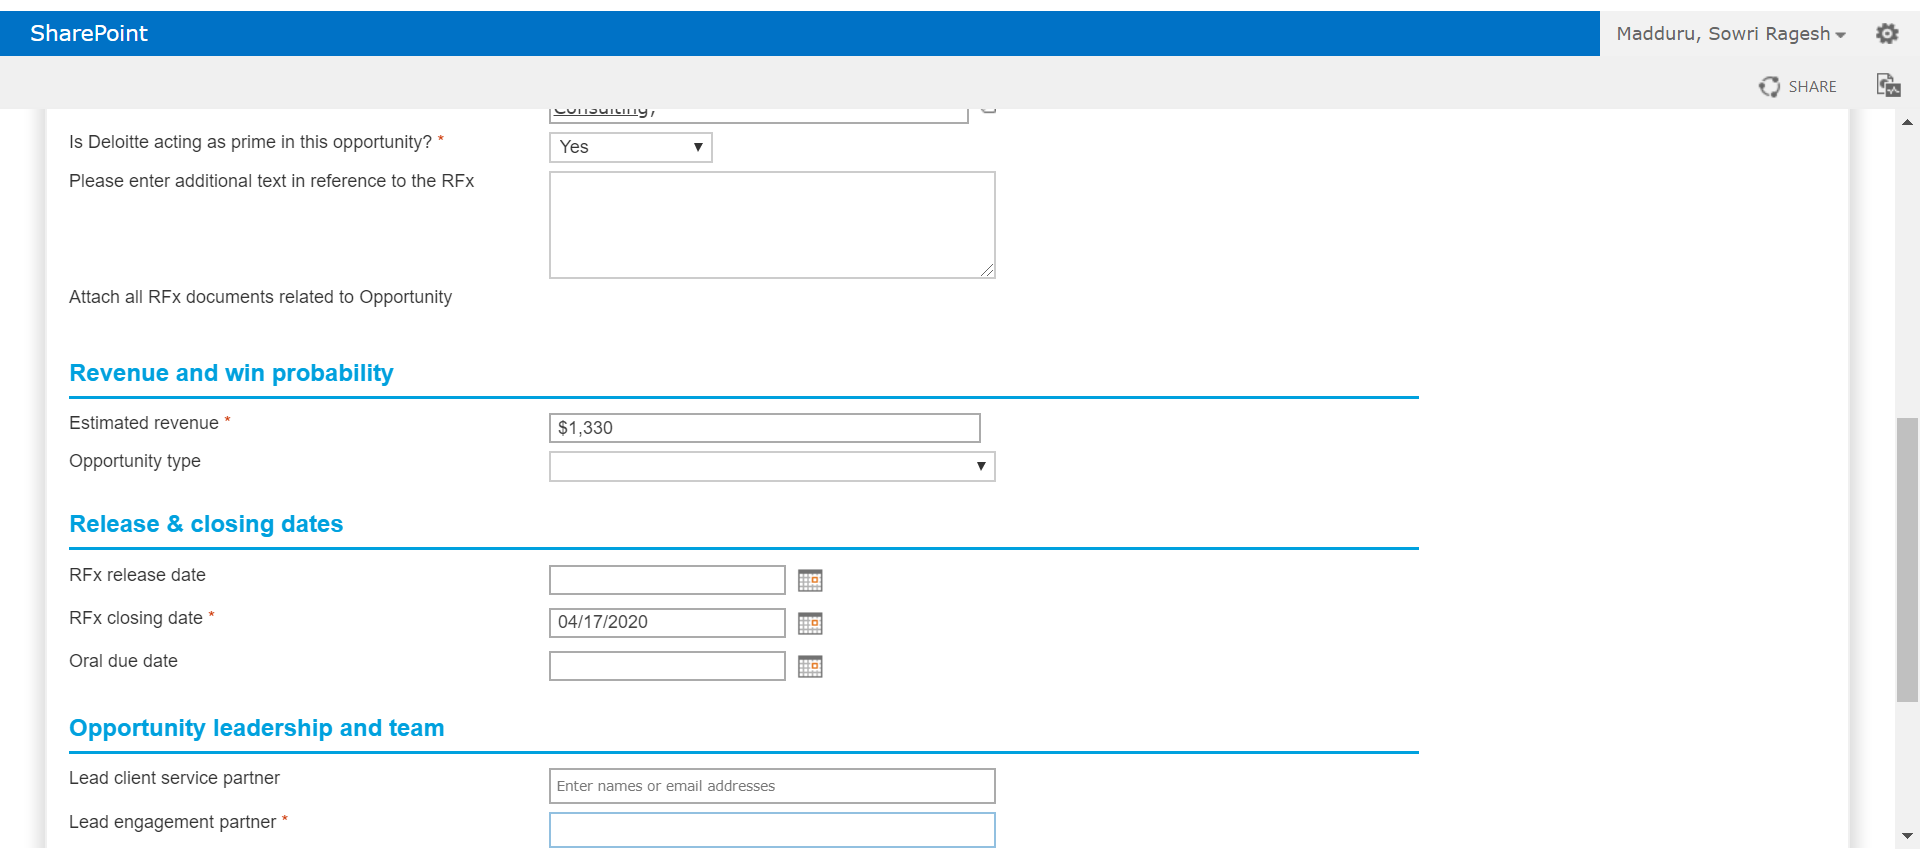 SharePoint
Madduru, Sowri Ragesh
SHARE
Consulting;
Is Deloitte acting as prime in this opportunity? *
Yes
Please enter additional text in reference to the RFx
Attach all RFx documents related to Opportunity
Revenue and win probability
Estimated revenue *
$1,330
Opportunity type
Release & closing dates
RFx release date
RFx closing date *
04/17/2020
Oral due date
Opportunity leadership and team
Lead client service partner
Enter names or email addresses
Lead engagement partner *